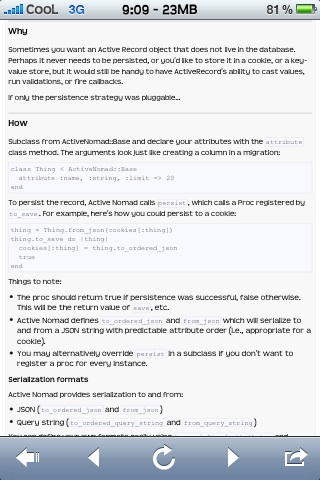 CooL 3G 9:09 - 23MB 81 %
Why
Sometimes you want an Active Record object that does not live in the database.
Perhaps it never needs to be persisted, or you'd like to store it in a cookie, or a key-
value store, but it would still be handy to have ActiveRecord's ability to cast values,
run validations, or fire callbacks.
If only the persistence strategy was pluggable...
How
Subclass from ActiveNomad::Base and declare your attributes with the attribute
class method. The arguments look just like creating a column in a migration:
class Thing < ActiveNomad::Base
attribute :name, :string, :limit => 20
end
To persist the record, Active Nomad calls persist, which calls a Proc registered by
to_save. For example, here's how you could persist to a cookie:
thing = Thing.from_json(cookies[:thing])
thing.to_save do |thing|
cookies[:thing] = thing.to_ordered_json
true
end
Things to note:
• The proc should return true if persistence was successful, false otherwise.
This will be the return value of save, etc.
• Active Nomad defines to_ordered_json and from_json which will serialize to
and from a JSON string with predictable attribute order (i.e., appropriate for a
cookie).
• You may alternatively override persist in a subclass if you don't want to
register a proc for every instance.
Serialization formats
Active Nomad provides serialization to and from:
• JSON (to_ordered_json and from_json)
• Query string (to_ordered_query_string and from_query_string)